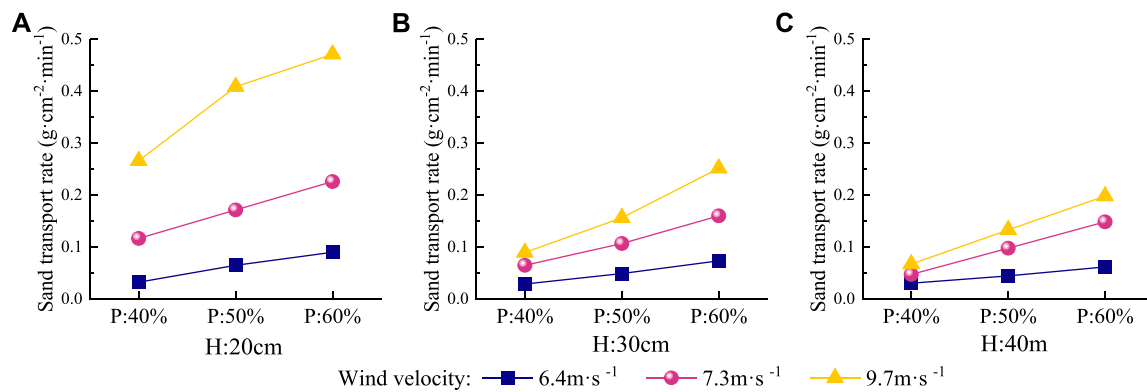 A
Sand transport rate (g·cm⁻²·min⁻¹)
0.5
0.4
0.3
0.2
0.1
0.0
P:40% P:50% P:60%
H:20cm
B
Sand transport rate (g·cm⁻²·min⁻¹)
0.5
0.4
0.3
0.2
0.1
0.0
P:40% P:50% P:60%
H:30cm
C
Sand transport rate (g·cm⁻²·min⁻¹)
0.5
0.4
0.3
0.2
0.1
0.0
P:40% P:50% P:60%
H:40m
Wind velocity: 6.4m·s ⁻¹ 7.3m·s ⁻¹ 9.7m·s ⁻¹